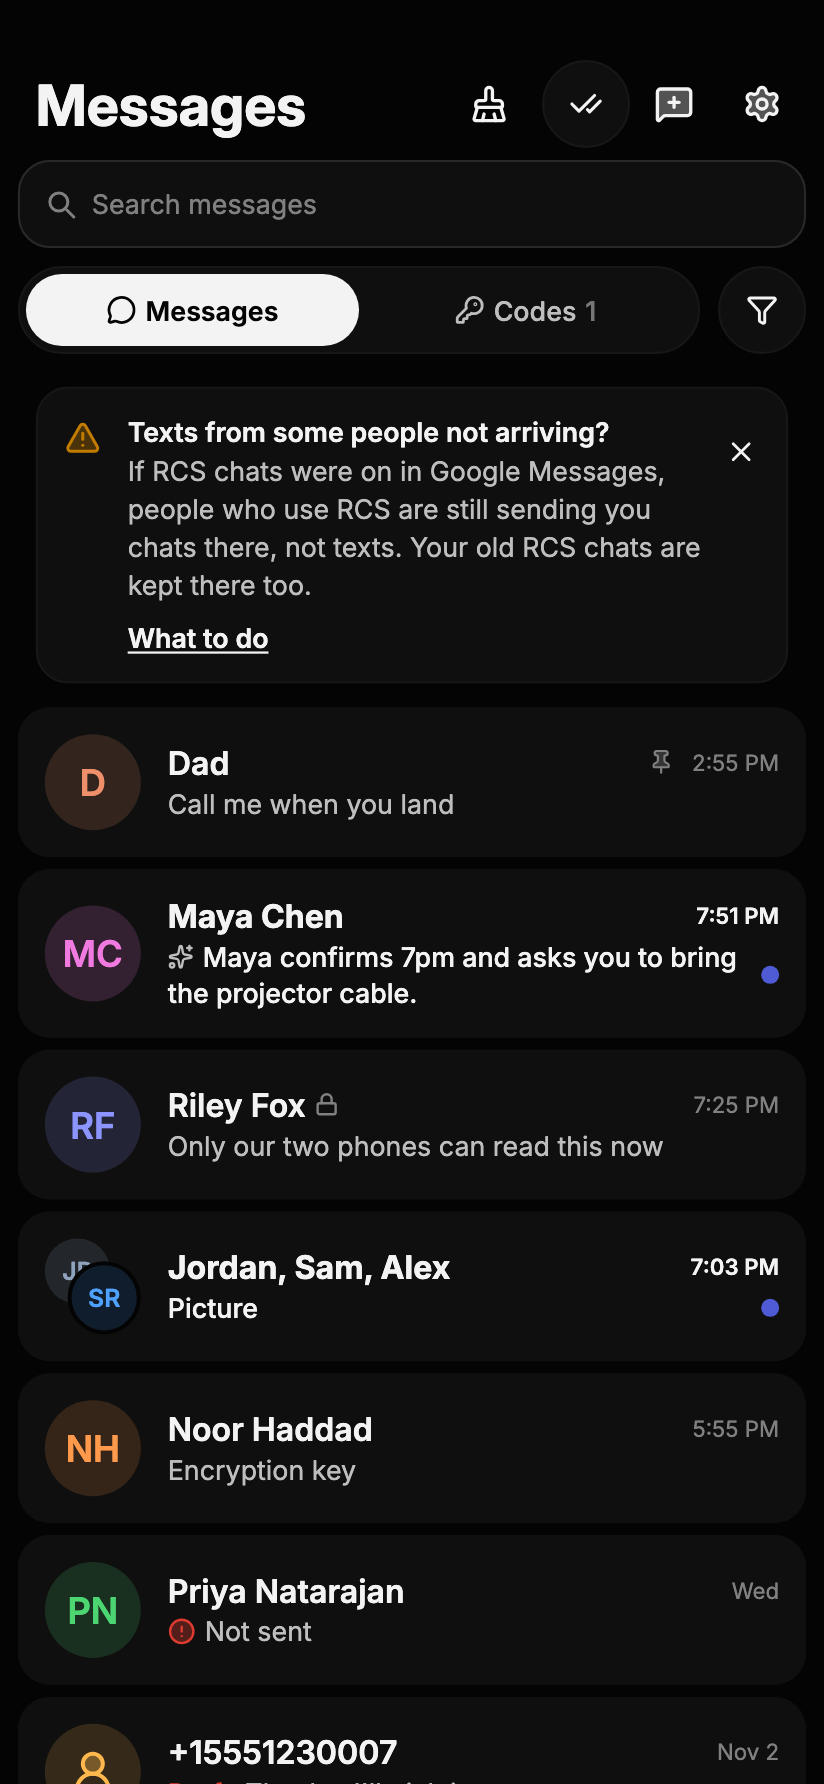 Messages
Search messages
Messages
Codes 1
Texts from some people not arriving?
If RCS chats were on in Google Messages,
people who use RCS are still sending you
chats there, not texts. Your old RCS chats are
kept there too.
What to do
D
Dad
2:55 PM
Call me when you land
MC
Maya Chen
7:51 PM
Maya confirms 7pm and asks you to bring
the projector cable.
RF
Riley Fox
7:25 PM
Only our two phones can read this now
SR
Jordan, Sam, Alex
7:03 PM
Picture
NH
Noor Haddad
5:55 PM
Encryption key
PN
Priya Natarajan
Wed
Not sent
+15551230007
Nov 2